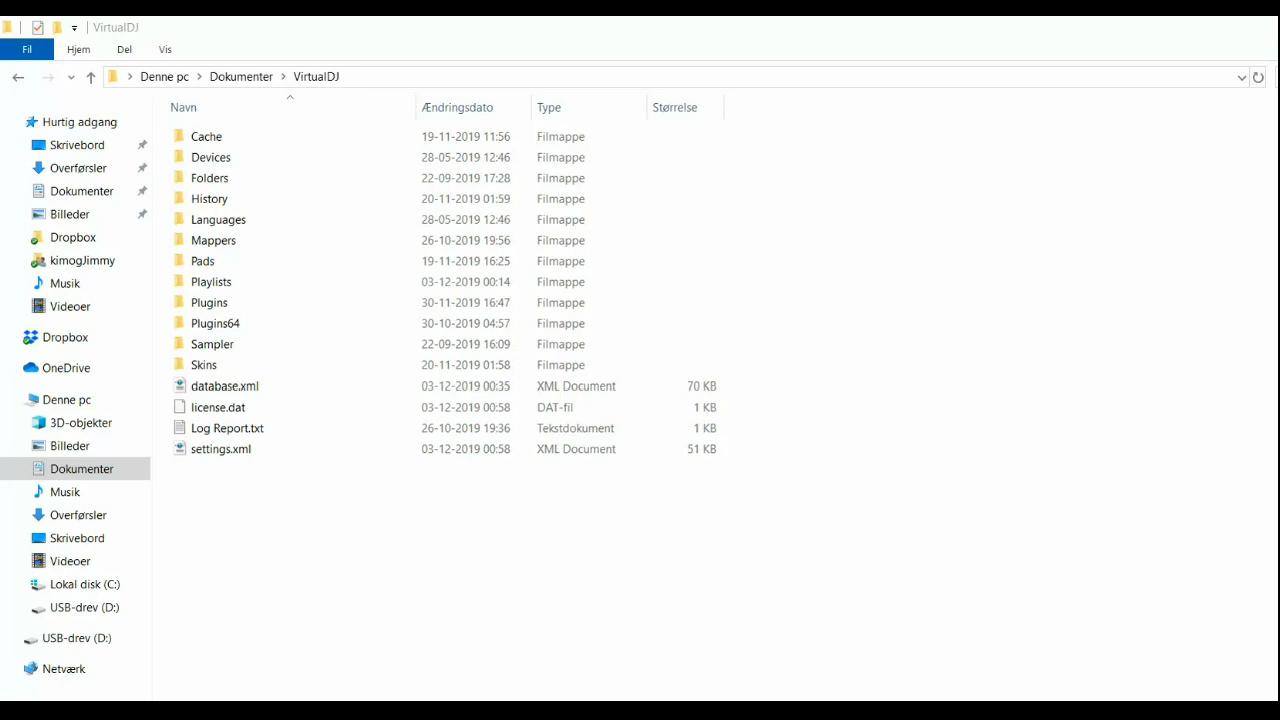 VirtualDJ
Fil Hjem Del Vis
Denne pc Dokumenter VirtualDJ
Navn Ændringsdato Type Størrelse
Hurtig adgang
Skrivebord
Overførsler
Dokumenter
Billeder
Dropbox
kimogJimmy
Musik
Videoer
Dropbox
OneDrive
Denne pc
3D-objekter
Billeder
Dokumenter
Musik
Overførsler
Skrivebord
Videoer
Lokal disk (C:)
USB-drev (D:)
USB-drev (D:)
Netværk
Cache 19-11-2019 11:56 Filmappe
Devices 28-05-2019 12:46 Filmappe
Folders 22-09-2019 17:28 Filmappe
History 20-11-2019 01:59 Filmappe
Languages 28-05-2019 12:46 Filmappe
Mappers 26-10-2019 19:56 Filmappe
Pads 19-11-2019 16:25 Filmappe
Playlists 03-12-2019 00:14 Filmappe
Plugins 30-11-2019 16:47 Filmappe
Plugins64 30-10-2019 04:57 Filmappe
Sampler 22-09-2019 16:09 Filmappe
Skins 20-11-2019 01:58 Filmappe
database.xml 03-12-2019 00:35 XML Document 70 KB
license.dat 03-12-2019 00:58 DAT-fil 1 KB
Log Report.txt 26-10-2019 19:36 Tekstdokument 1 KB
settings.xml 03-12-2019 00:58 XML Document 51 KB